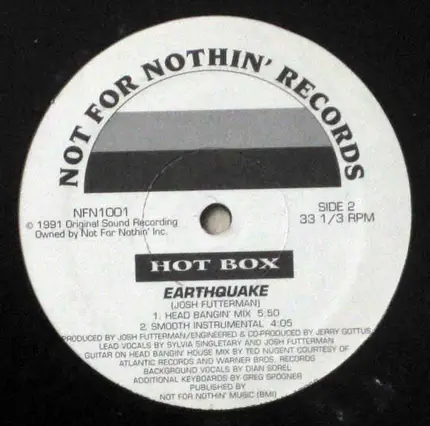 NOT FOR NOTHIN' RECORDS
NFN1001
© 1991 Original Sound Recording
Owned by Not For Nothin' Inc.
SIDE 2
33 1/3 RPM
HOT BOX
EARTHQUAKE
(JOSH FUTTERMAN)
1. HEAD BANGIN' MIX 5:50
2. SMOOTH INSTRUMENTAL 4:05
PRODUCED BY JOSH FUTTERMAN/ENGINEERED & CO-PRODUCED BY JERRY GOTTUS
LEAD VOCALS BY SYLVIA SINGLETARY AND JOSH FUTTERMAN
GUITAR ON HEAD BANGIN' HOUSE MIX BY TED NUGENT COURTESY OF
ATLANTIC RECORDS AND WARNER BROS. RECORDS
BACKGROUND VOCALS BY DIAN SOREL
ADDITIONAL KEYBOARDS BY GREG SPOONER
PUBLISHED BY
NOT FOR NOTHIN' MUSIC (BMI)